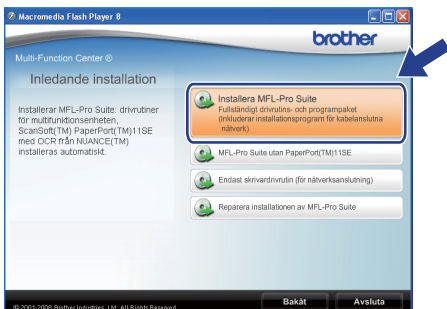 Macromedia Flash Player 8
brother
Multi-Function Center ®
Inledande installation
Installerar MFL-Pro Suite: drivrutiner
för multifunktionsenheten,
ScanSoft(TM) PaperPort(TM)11SE
med OCR från NUANCE(TM)
installeras automatiskt.
Installera MFL-Pro Suite
Fullständigt drivrutins- och programpaket
(Inkluderar installationsprogram för kabelanslutna
nätverk)
MFL-Pro Suite utan PaperPort(TM)11SE
Endast skrivardrivrutin (för nätverksanslutning)
Reparera installationen av MFL-Pro Suite
© 2001-2008 Brother Industries, Ltd. All Rights Reserved.
Bakåt
Avsluta